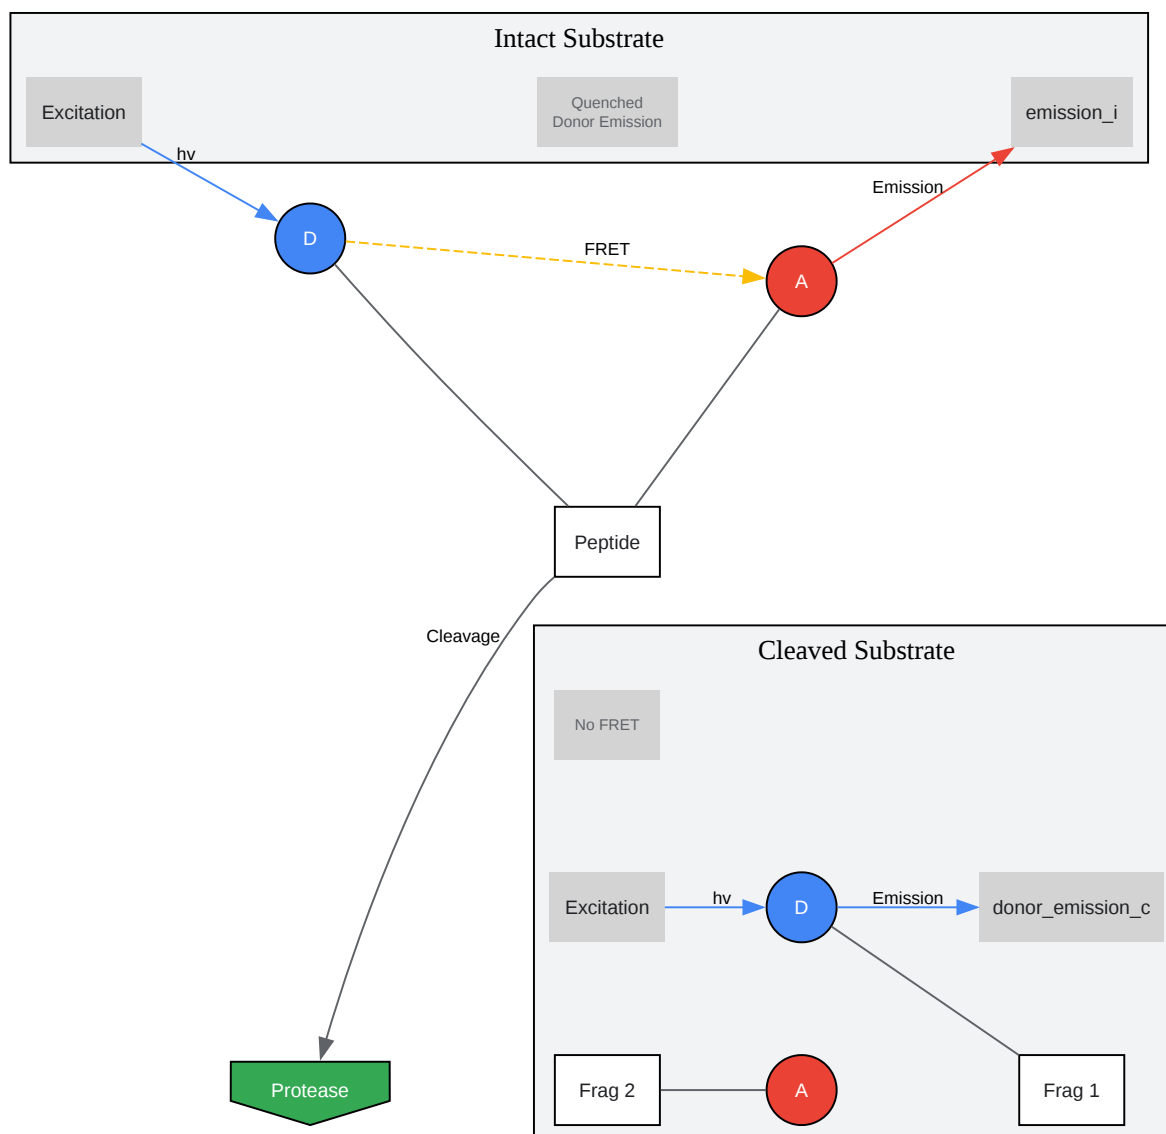 Intact Substrate
Excitation
Quenched
Donor Emission
emission_i
hv
Emission
D
FRET
A
Peptide
Cleavage
Cleaved Substrate
No FRET
Excitation
hv
D
Emission
donor_emission_c
Protease
Frag 2
A
Frag 1